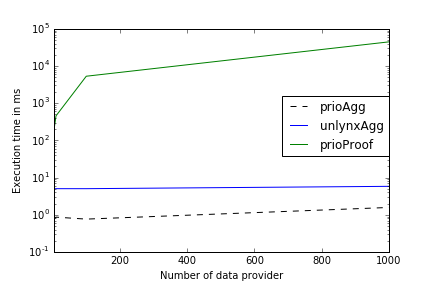 10^5
10^4
10^3
10^2
10^1
10^0
10^-1
Execution time in ms
prioAgg
unlynxAgg
prioProof
200 400 600 800 1000
Number of data provider